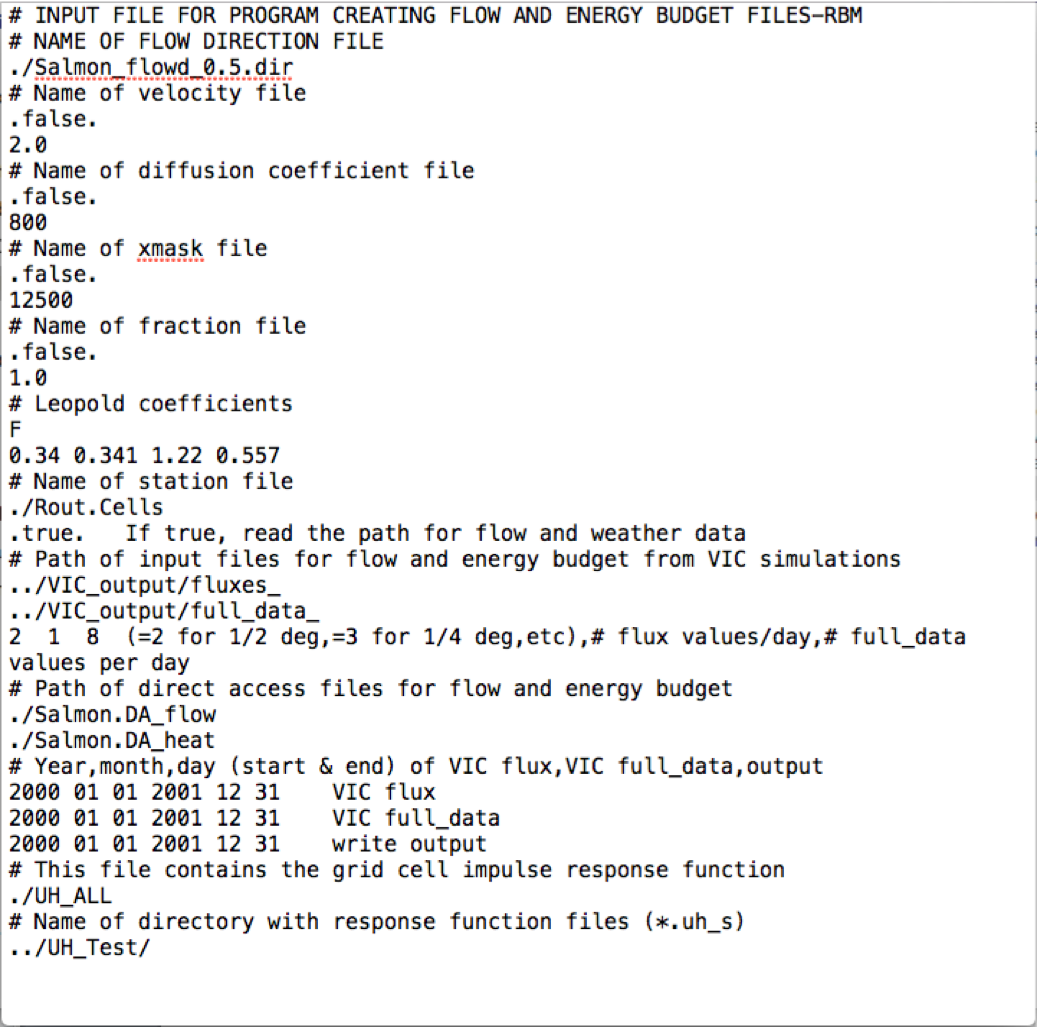 # INPUT FILE FOR PROGRAM CREATING FLOW AND ENERGY BUDGET FILES-RBM
# NAME OF FLOW DIRECTION FILE
./Salmon_flowd_0.5.dir
# Name of velocity file
.false.
2.0
# Name of diffusion coefficient file
.false.
800
# Name of xmask file
.false.
12500
# Name of fraction file
.false.
1.0
# Leopold coefficients
F
0.34 0.341 1.22 0.557
# Name of station file
./Rout.Cells
.true.   If true, read the path for flow and weather data
# Path of input files for flow and energy budget from VIC simulations
../VIC_output/fluxes_
../VIC_output/full_data_
2  1  8  (=2 for 1/2 deg,=3 for 1/4 deg,etc),# flux values/day,# full_data
values per day
# Path of direct access files for flow and energy budget
./Salmon.DA_flow
./Salmon.DA_heat
# Year,month,day (start & end) of VIC flux,VIC full_data,output
2000 01 01 2001 12 31    VIC flux
2000 01 01 2001 12 31    VIC full_data
2000 01 01 2001 12 31    write output
# This file contains the grid cell impulse response function
./UH_ALL
# Name of directory with response function files (*.uh_s)
../UH_Test/